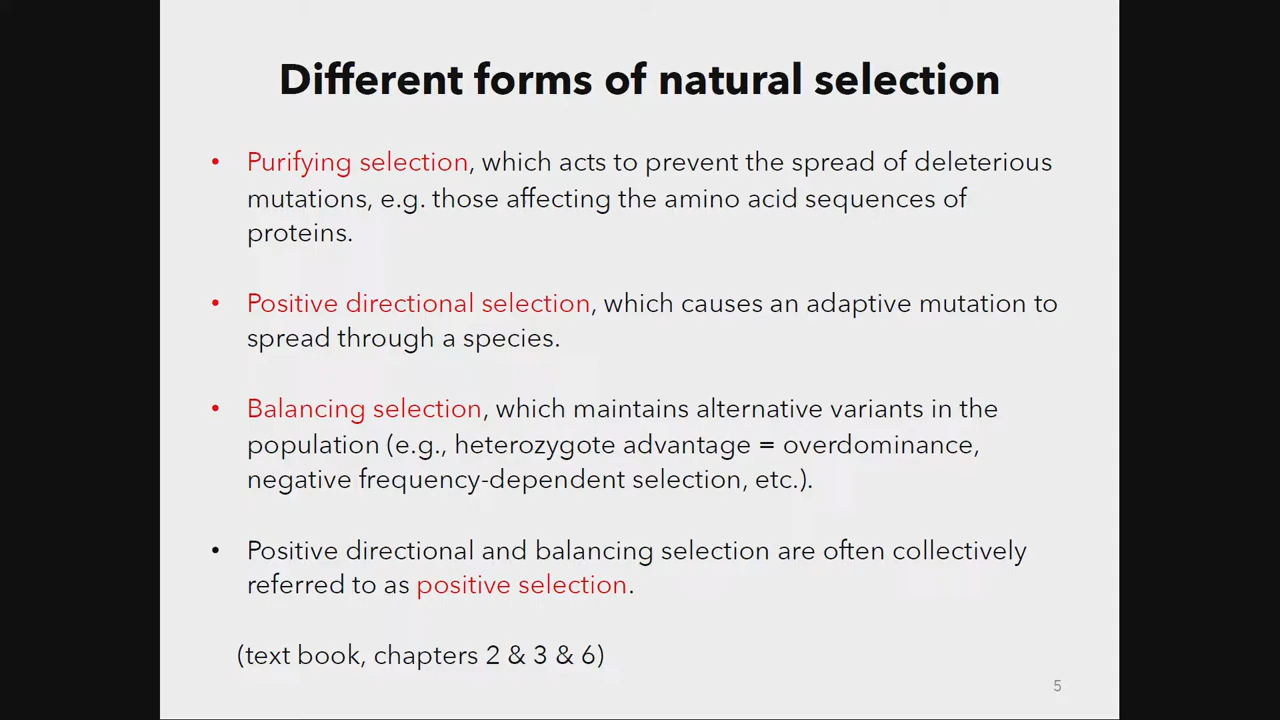 Different forms of natural selection
• Purifying selection, which acts to prevent the spread of deleterious
mutations, e.g. those affecting the amino acid sequences of
proteins.
• Positive directional selection, which causes an adaptive mutation to
spread through a species.
• Balancing selection, which maintains alternative variants in the
population (e.g., heterozygote advantage = overdominance,
negative frequency-dependent selection, etc.).
• Positive directional and balancing selection are often collectively
referred to as positive selection.
(text book, chapters 2 & 3 & 6)
5